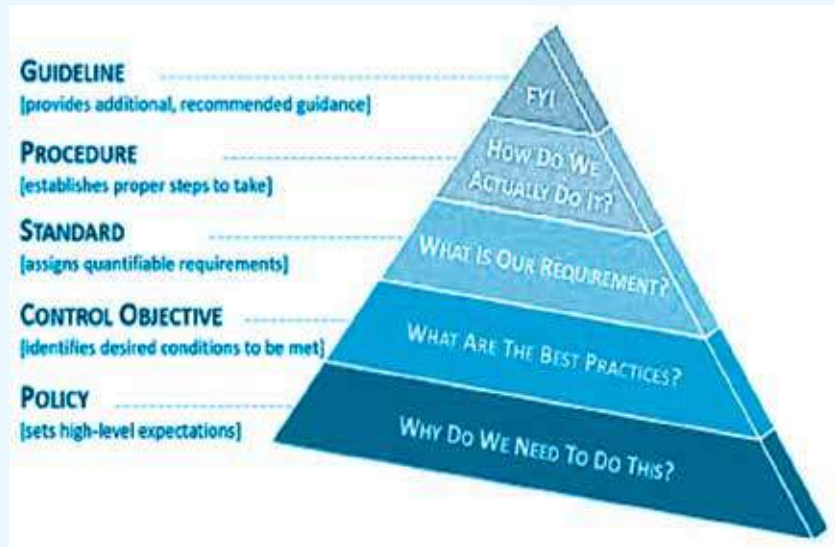 GUIDELINE
[provides additional, recommended guidance]
FYI
PROCEDURE
[establishes proper steps to take]
HOW DO WE
ACTUALLY DO IT?
STANDARD
[assigns quantifiable requirements]
WHAT IS OUR REQUIREMENT?
CONTROL OBJECTIVE
[identifies desired conditions to be met]
WHAT ARE THE BEST PRACTICES?
POLICY
[sets high-level expectations]
WHY DO WE NEED TO DO THIS?